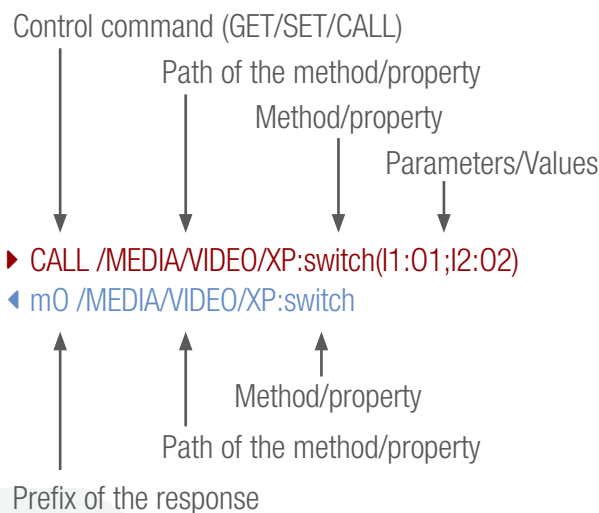 Control command (GET/SET/CALL)
Path of the method/property
Method/property
Parameters/Values
CALL /MEDIA/VIDEO/XP:switch(I1:O1;I2:O2)
mO /MEDIA/VIDEO/XP:switch
Method/property
Path of the method/property
Prefix of the response